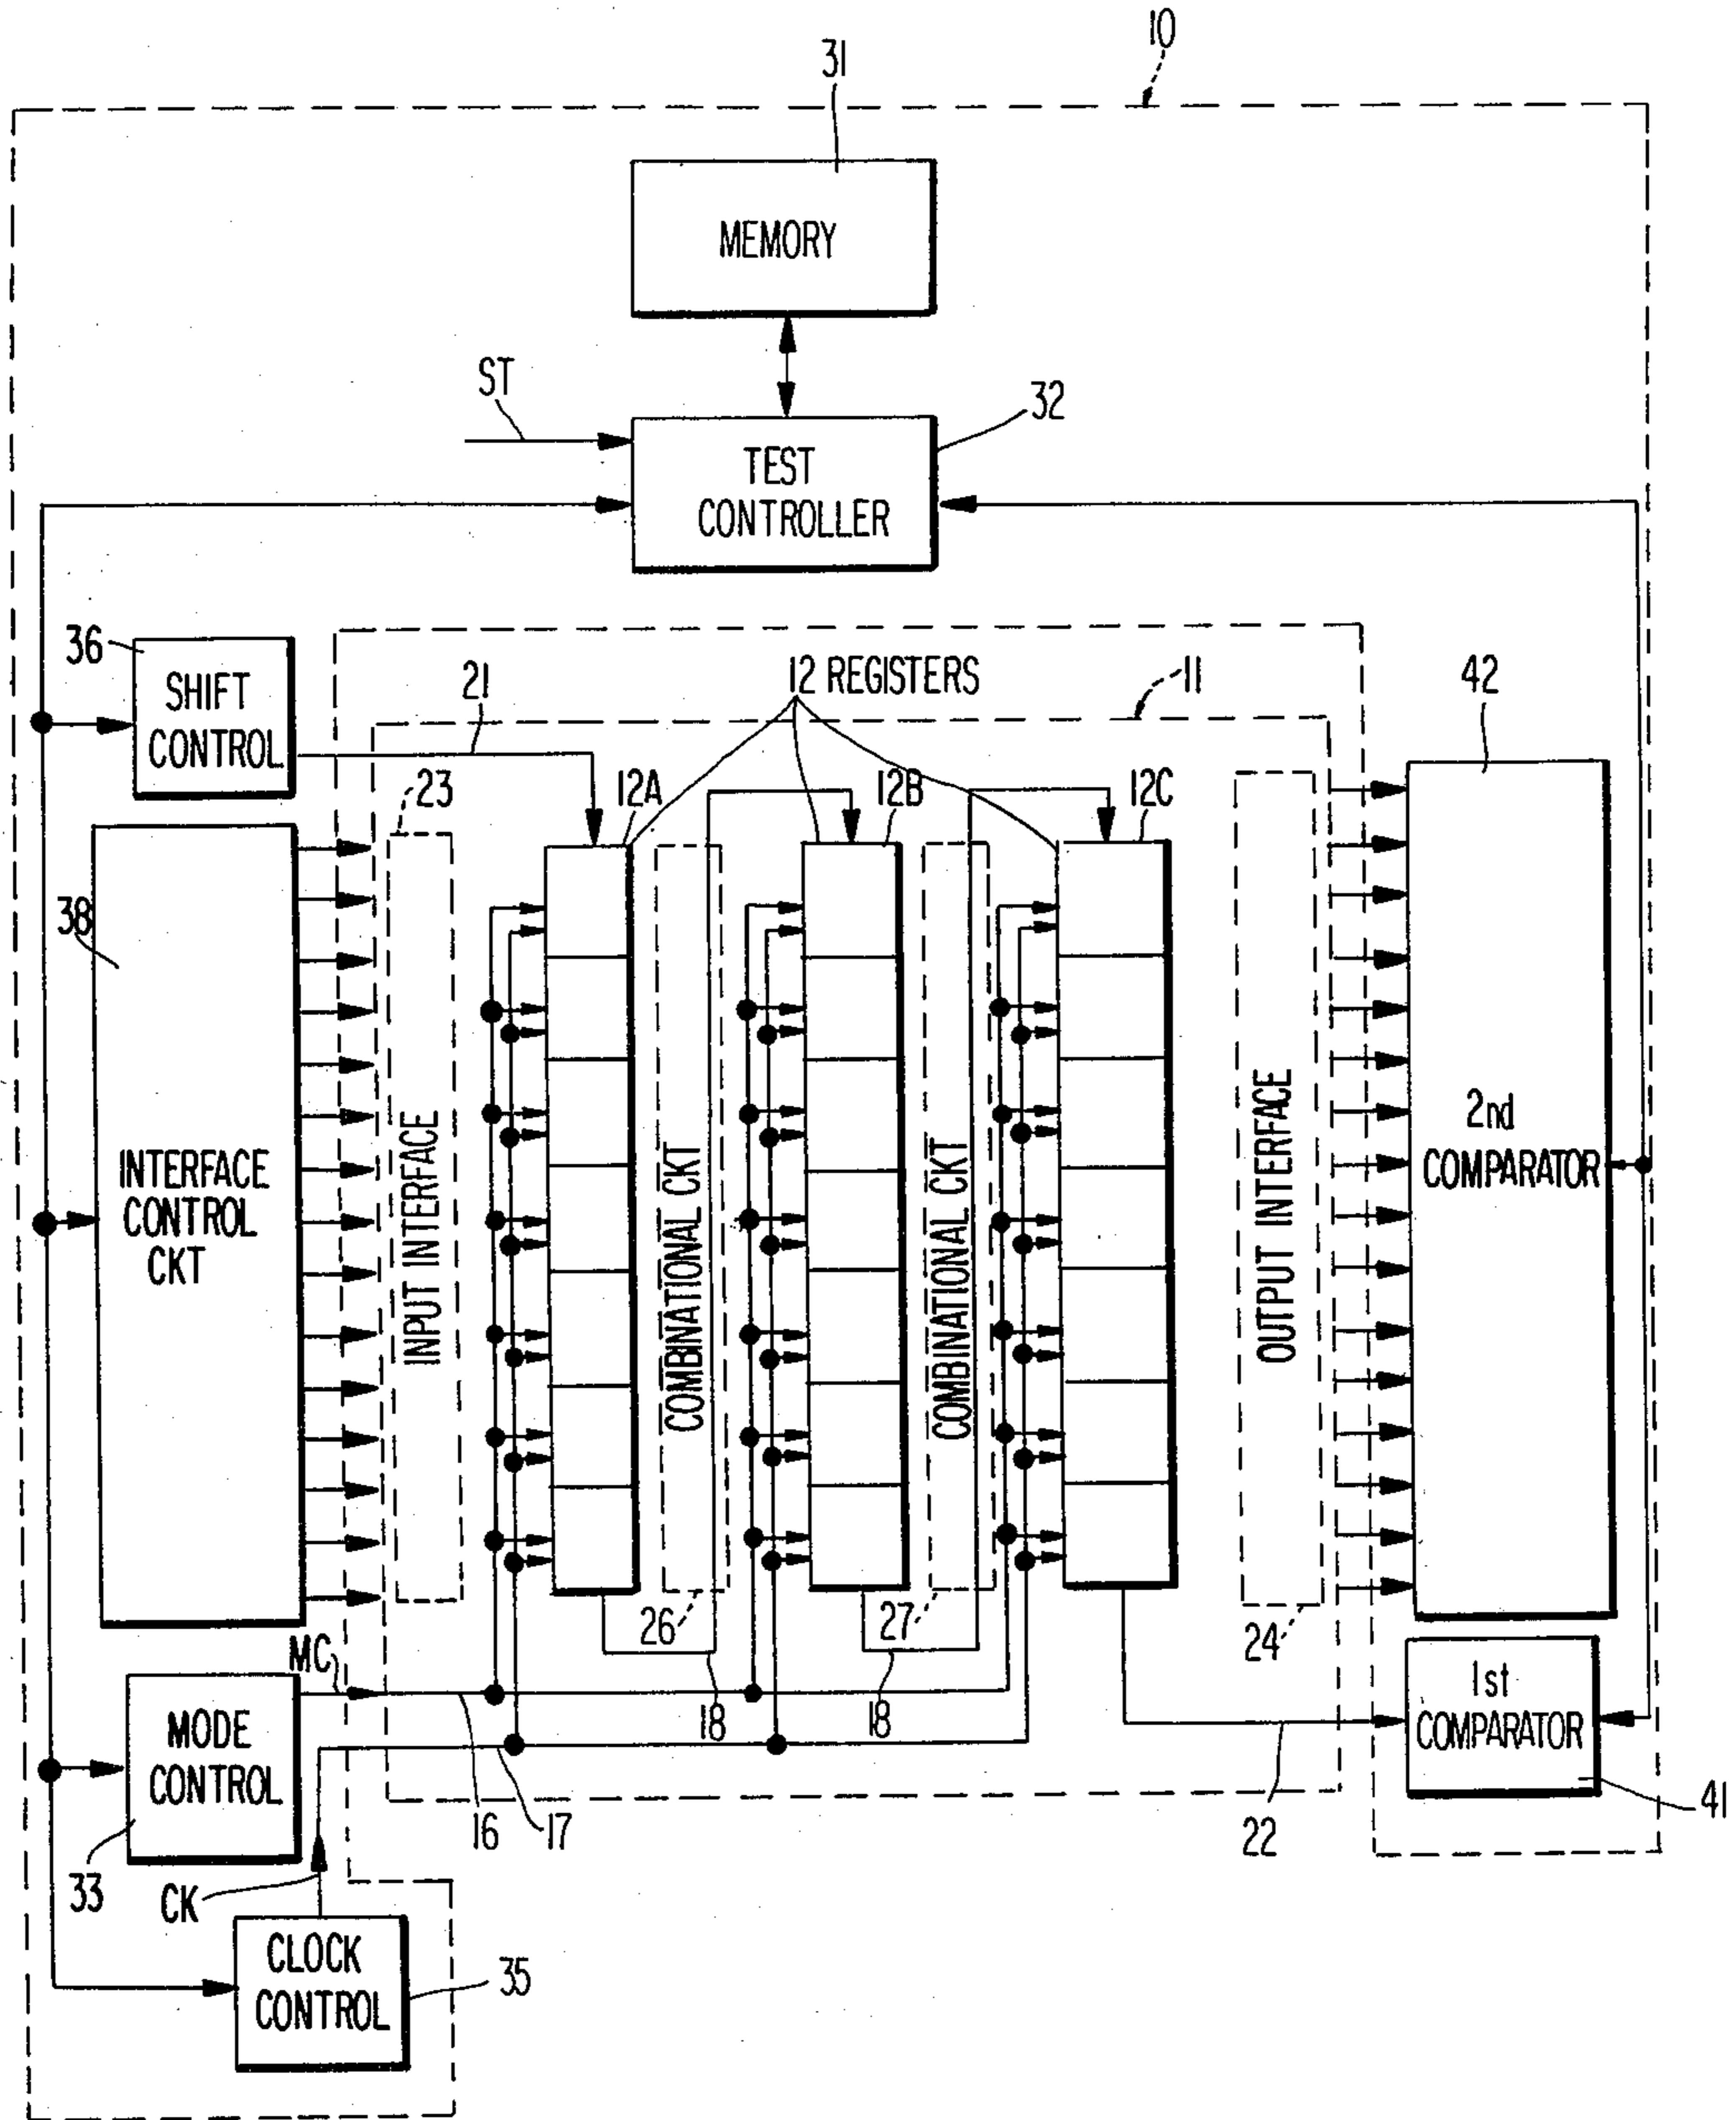 10
31
MEMORY
ST
32
TEST
CONTROLLER
36
SHIFT
CONTROL
21
12 REGISTERS
11
42
23
12A
12B
12C
38
INTERFACE
CONTROL
CKT
INPUT INTERFACE
COMBINATIONAL CKT
COMBINATIONAL CKT
OUTPUT INTERFACE
2nd
COMPARATOR
26
27
24
MC
18
18
1st
COMPARATOR
MODE
CONTROL
16
17
22
41
33
CK
CLOCK
CONTROL
35